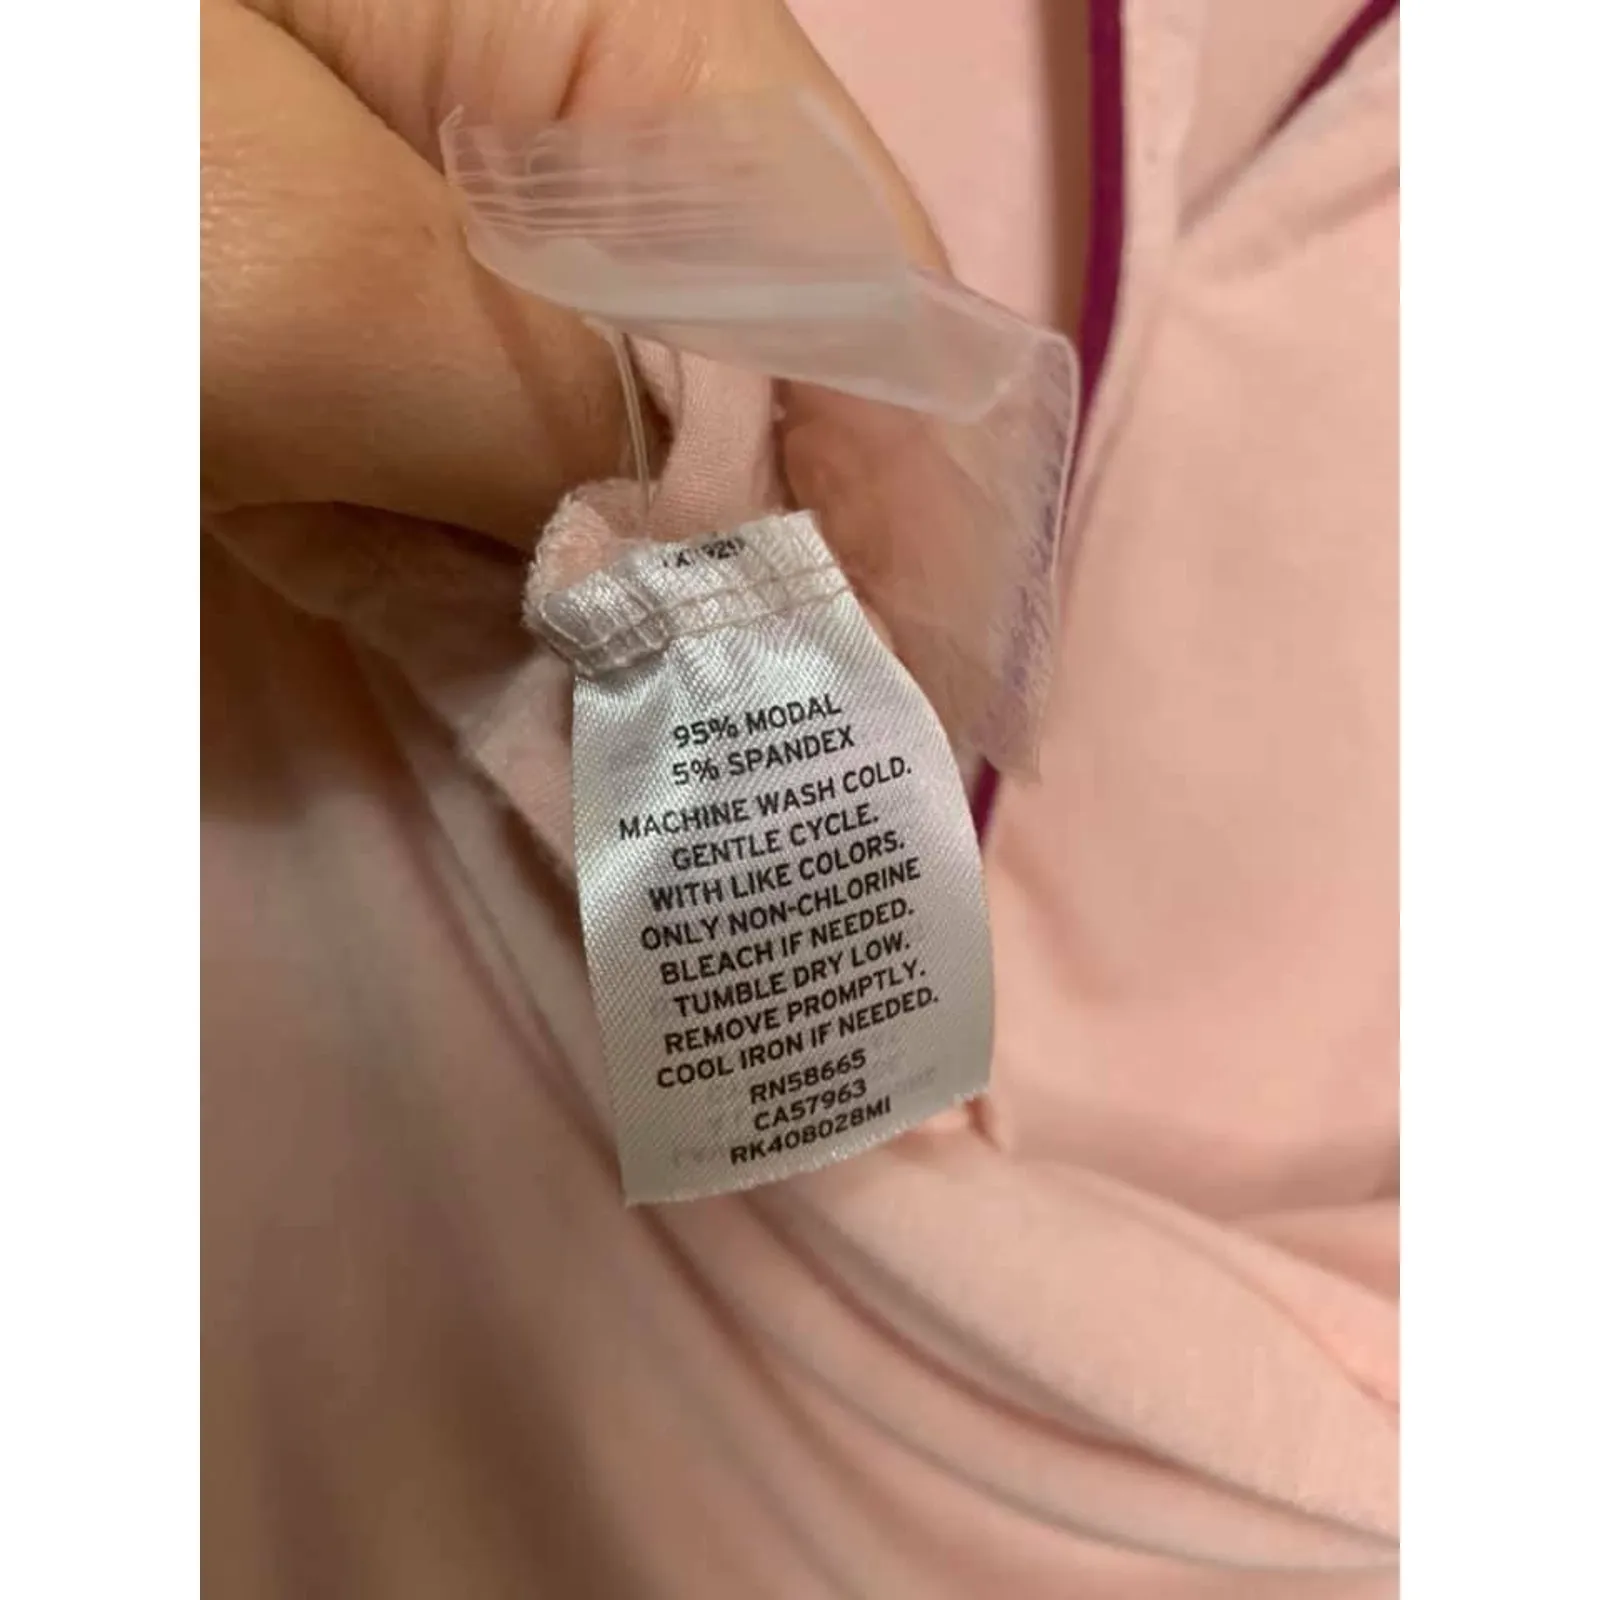 95% MODAL
5% SPANDEX
MACHINE WASH COLD.
GENTLE CYCLE.
WITH LIKE COLORS.
ONLY NON-CHLORINE
BLEACH IF NEEDED.
TUMBLE DRY LOW.
REMOVE PROMPTLY.
COOL IRON IF NEEDED.
RN58665
CA57963
RK40802BMI